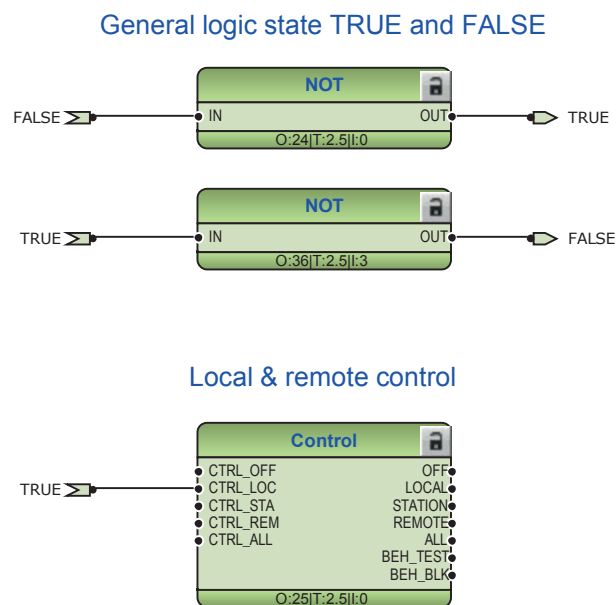 General logic state TRUE and FALSE
NOT
FALSE IN OUT TRUE
O:24|T:2.5|I:0
NOT
TRUE IN OUT FALSE
O:36|T:2.5|I:3
Local & remote control
Control
CTRL_OFF OFF
TRUE CTRL_LOC LOCAL
CTRL_STA STATION
CTRL_REM REMOTE
CTRL_ALL ALL
BEH_TEST
BEH_BLK
O:25|T:2.5|I:0